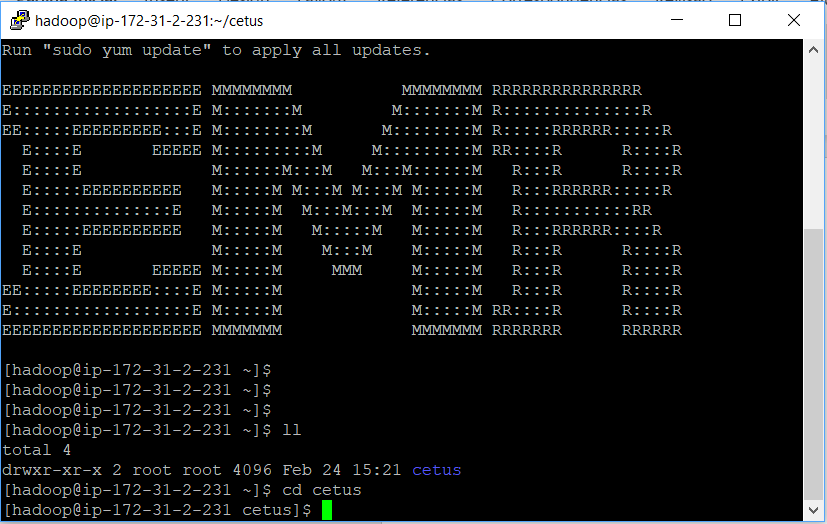 hadoop@ip-172-31-2-231:~/cetus
Run "sudo yum update" to apply all updates.
EEEEEEEEEEEEEEEEEEEE MMMMMMMM           MMMMMMMM RRRRRRRRRRRRRRR
E::::::::::::::::::E M:::::::M         M:::::::M R::::::::::::::R
EE:::::EEEEEEEEE:::E M::::::::M       M::::::::M R:::::RRRRRR:::::R
  E::::E       EEEEE M:::::::::M     M:::::::::M RR::::R      R::::R
  E::::E             M::::::M:::M   M:::M::::::M   R:::R      R::::R
  E:::::EEEEEEEEEE   M:::::M M:::M M:::M M:::::M   R:::RRRRRR:::::R
  E::::::::::::::E   M:::::M  M:::M:::M  M:::::M   R:::::::::::RR
  E:::::EEEEEEEEEE   M:::::M   M:::::M   M:::::M   R:::RRRRRR::::R
  E::::E             M:::::M    M:::M    M:::::M   R:::R      R::::R
  E::::E       EEEEE M:::::M     MMM     M:::::M   R:::R      R::::R
EE:::::EEEEEEEE::::E M:::::M             M:::::M   R:::R      R::::R
E::::::::::::::::::E M:::::M             M:::::M RR::::R      R::::R
EEEEEEEEEEEEEEEEEEEE MMMMMMM             MMMMMMM RRRRRRR      RRRRRR
[hadoop@ip-172-31-2-231 ~]$
[hadoop@ip-172-31-2-231 ~]$
[hadoop@ip-172-31-2-231 ~]$
[hadoop@ip-172-31-2-231 ~]$ ll
total 4
drwxr-xr-x 2 root root 4096 Feb 24 15:21 cetus
[hadoop@ip-172-31-2-231 ~]$ cd cetus
[hadoop@ip-172-31-2-231 cetus]$